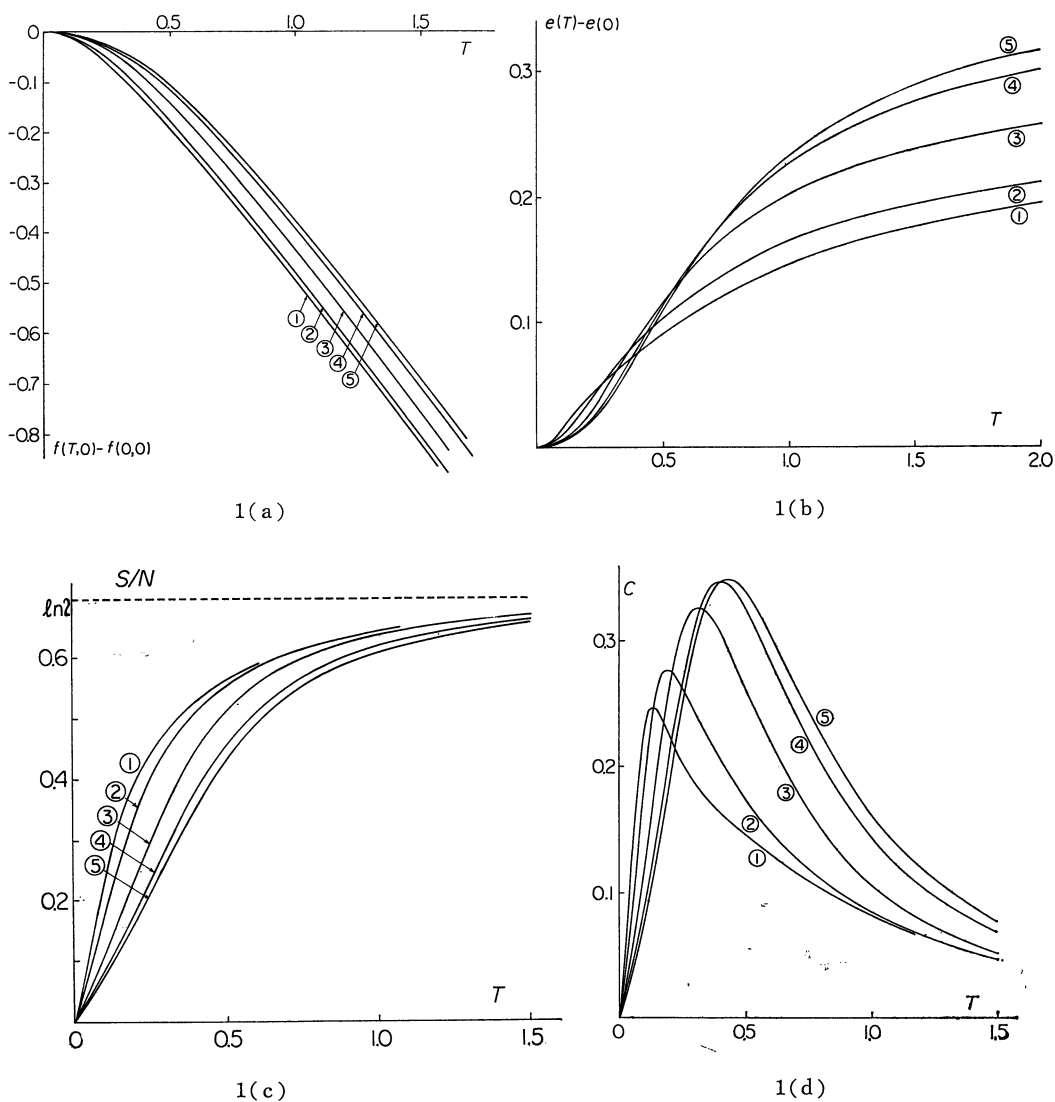 0.5 1.0 1.5
T
0
-0.1
-0.2
-0.3
-0.4
-0.5
-0.6
-0.7
-0.8
① ② ③ ④ ⑤
f(T,0)-f(0,0)
1(a)
e(T)-e(0)
0.3
0.2
0.1
⑤
④
③
②
①
T
0.5 1.0 1.5 2.0
1(b)
S/N
ln2
0.6
0.4
0.2
①
②
③
④
⑤
T
0 0.5 1.0 1.5
1(c)
C
0.3
0.2
0.1
⑤
④
③
②
①
T
0 0.5 1.0 1.5
1(d)